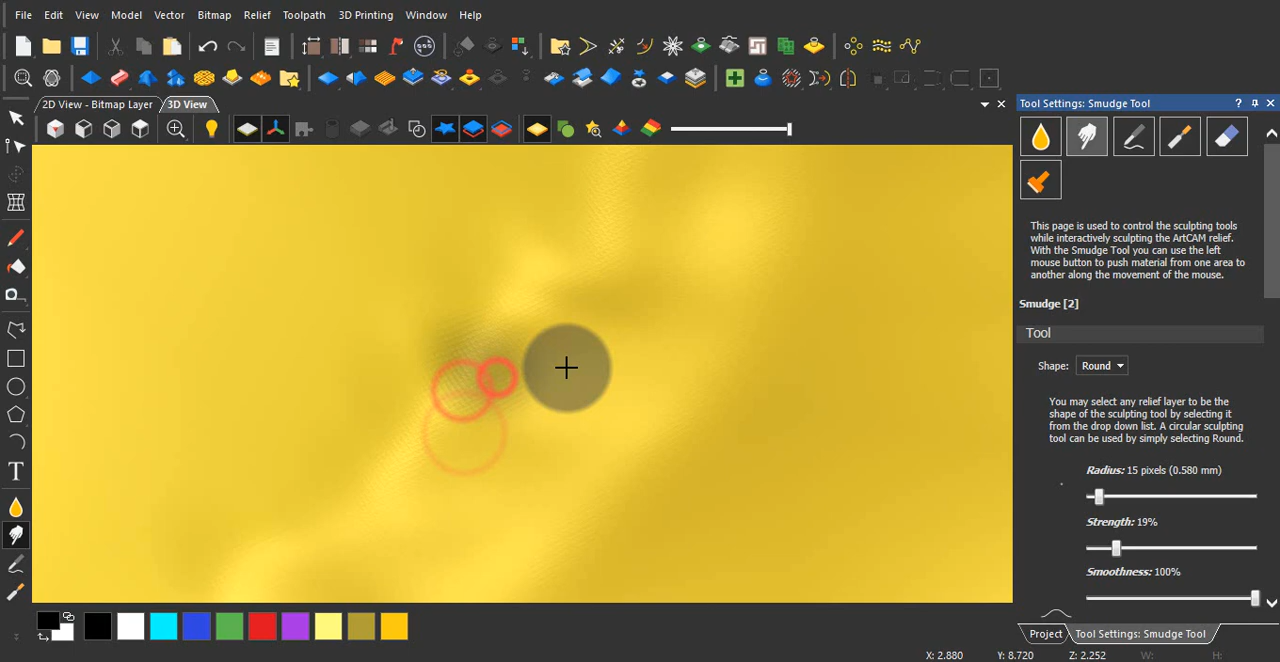 File Edit View Model Vector Bitmap Relief Toolpath 3D Printing Window Help
2D View - Bitmap Layer 3D View
Tool Settings: Smudge Tool
This page is used to control the sculpting tools
while interactively sculpting the ArtCAM relief.
With the Smudge Tool you can use the left
mouse button to push material from one area to
another along the movement of the mouse.
Smudge [2]
Tool
Shape: Round
You may select any relief layer to be the
shape of the sculpting tool by selecting it
from the drop down list. A circular sculpting
tool can be used by simply selecting Round.
Radius: 15 pixels (0.580 mm)
Strength: 19%
Smoothness: 100%
T
Project Tool Settings: Smudge Tool
X: 2.880 Y: 8.720 Z: 2.252 W: H: